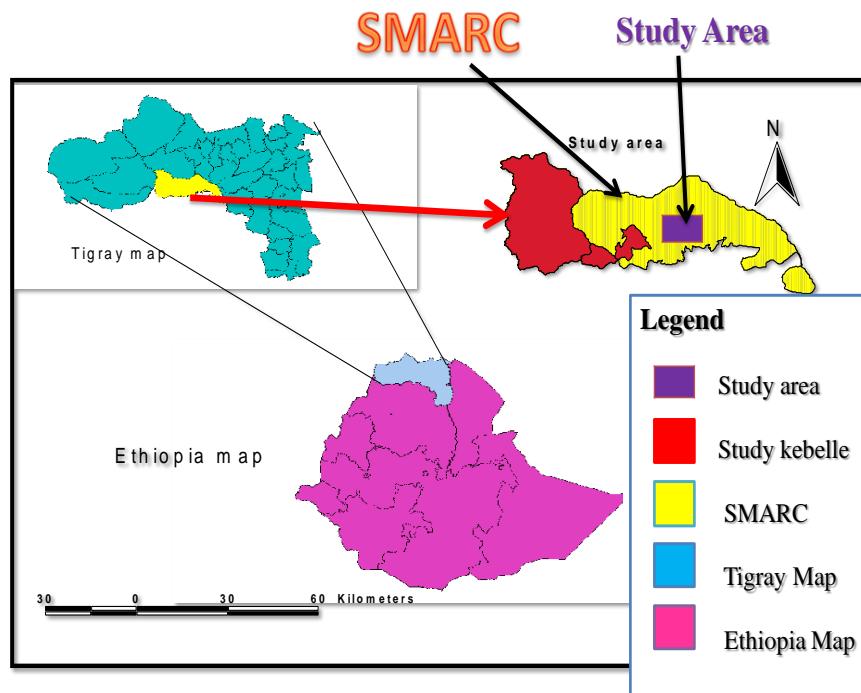 SMARC
Study Area
Study area
N
Tigray map
Legend
Study area
Study kebelle
SMARC
Tigray Map
Ethiopia Map
Ethiopia map
30 0 30 60 Kilometers